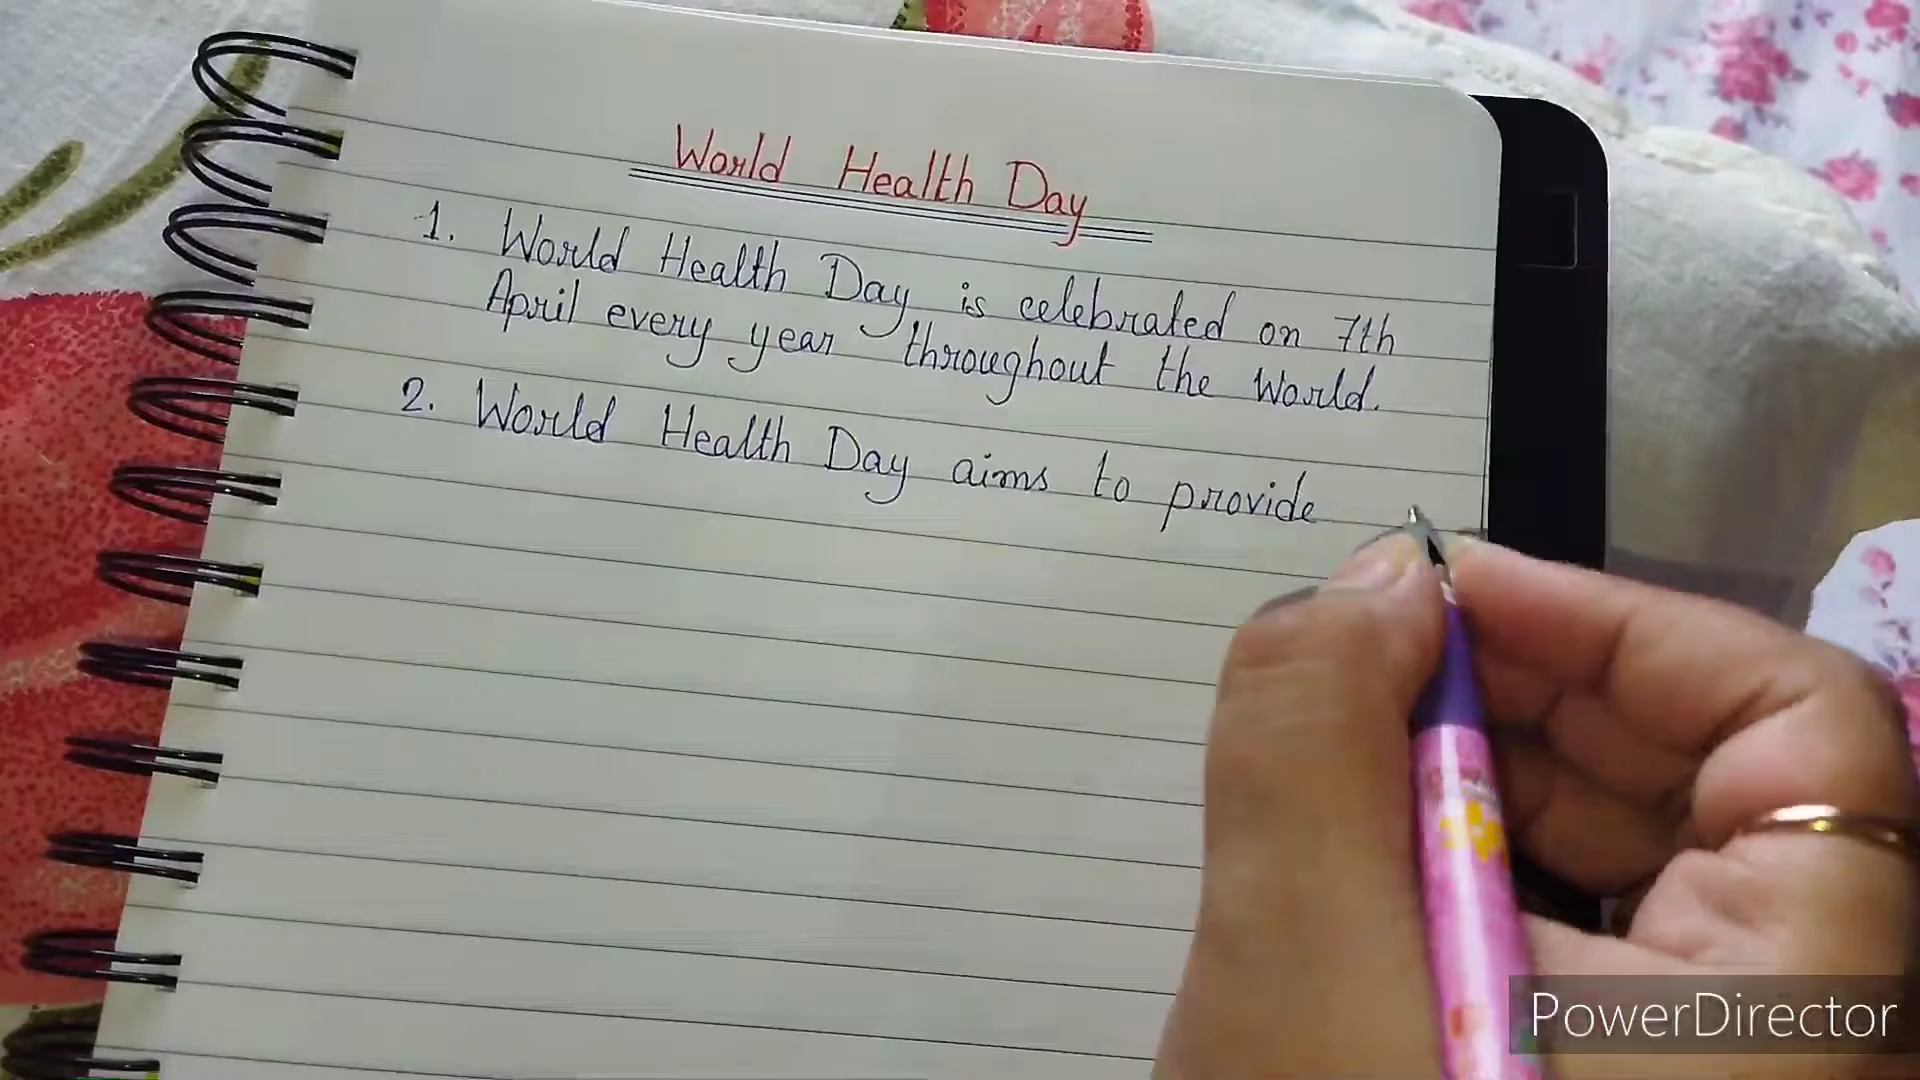 World Health Day
1. World Health Day is celebrated on 7th
April every year throughout the World.
2. World Health Day aims to provide
PowerDirector